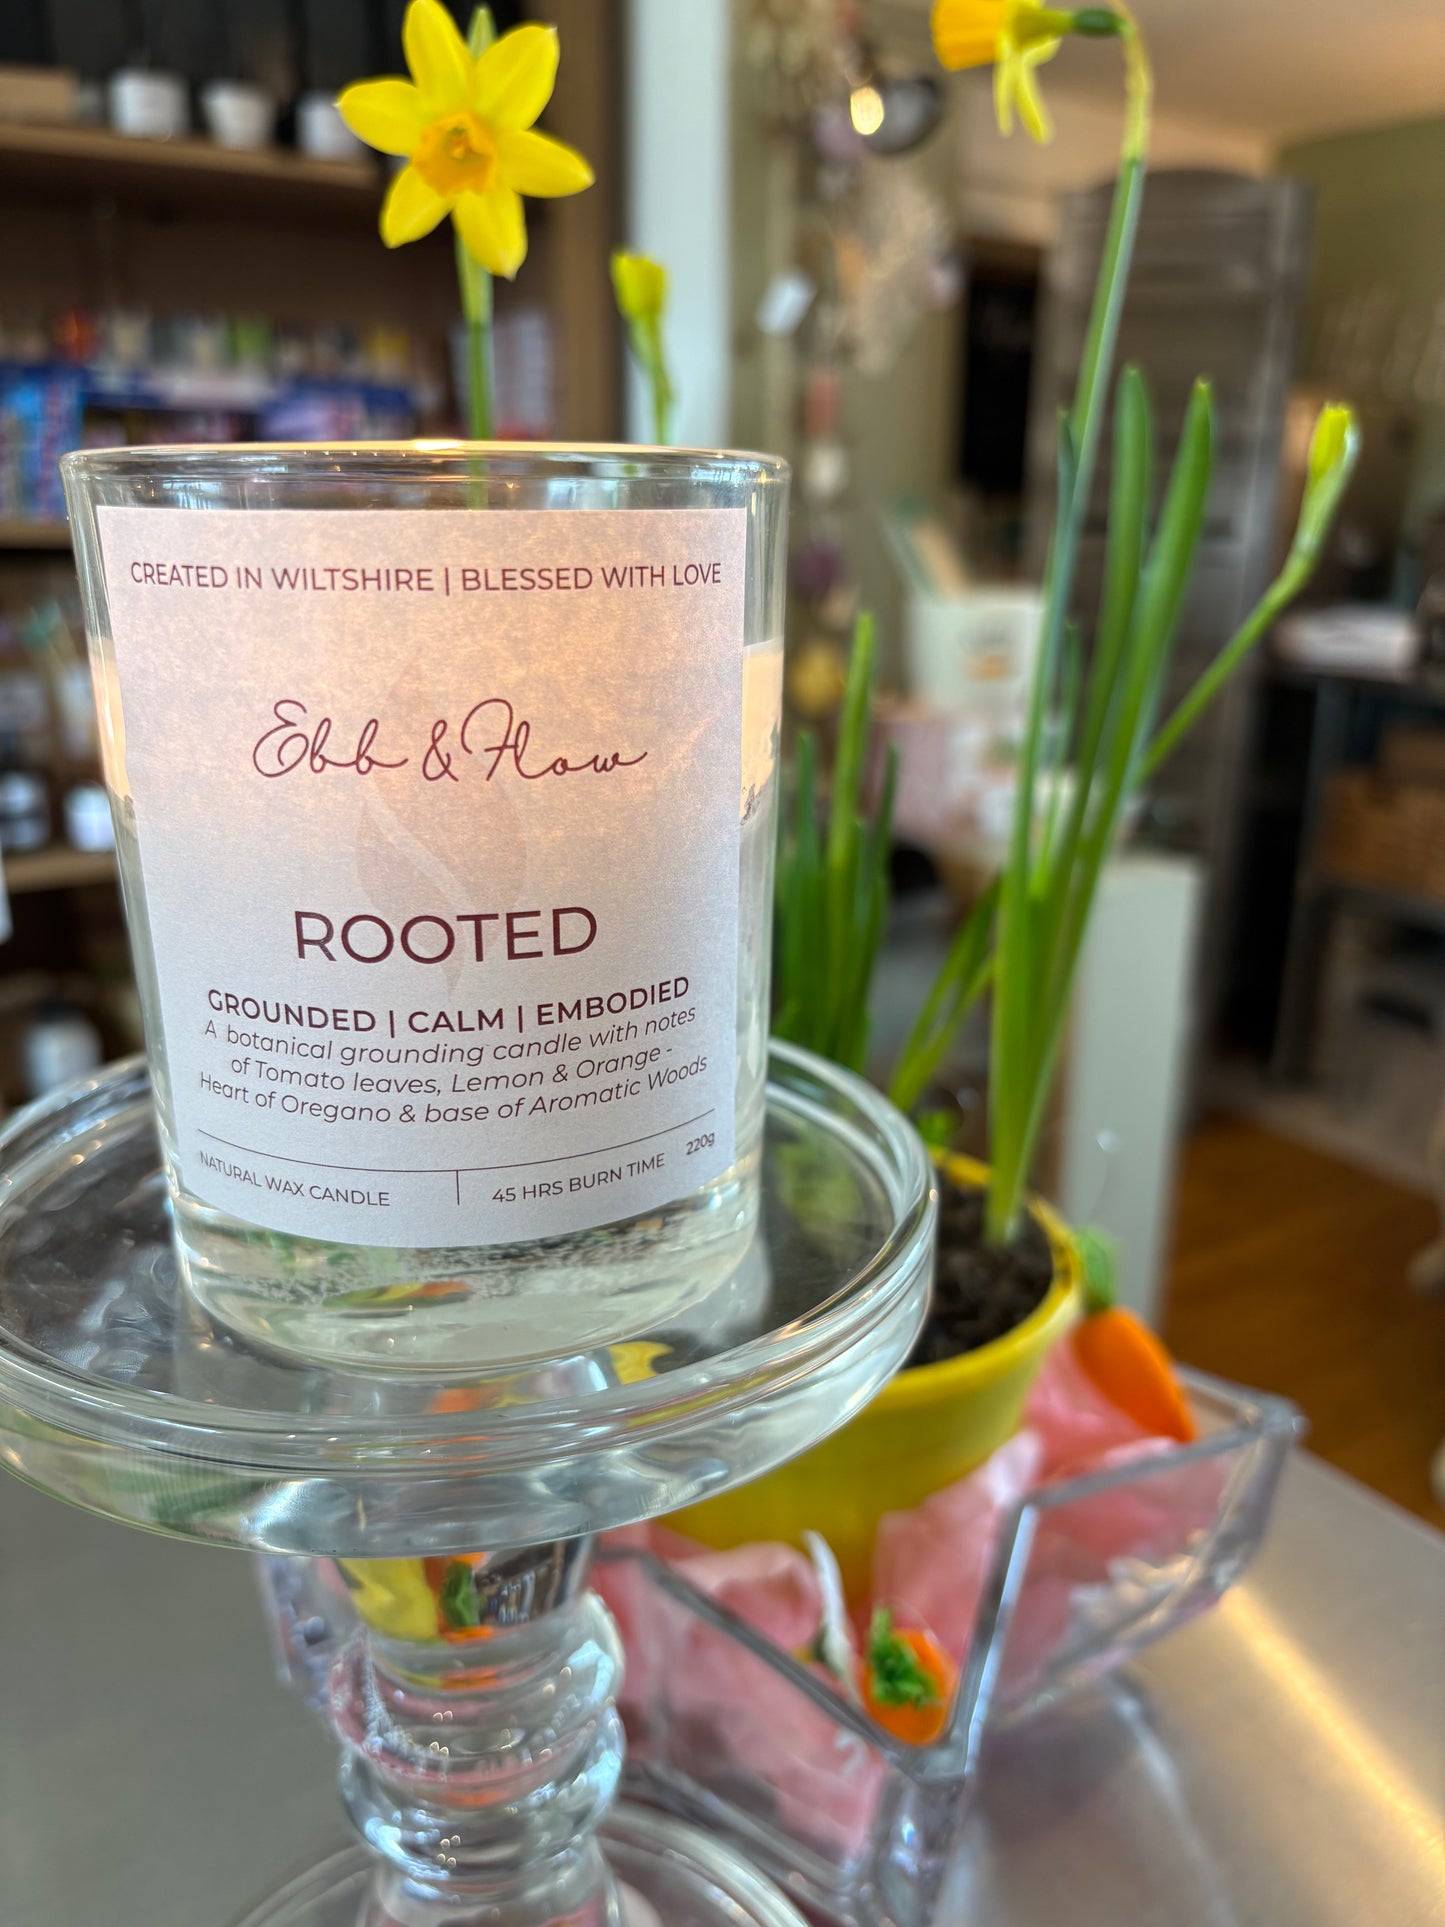 CREATED IN WILTSHIRE | BLESSED WITH LOVE
Ebb & Flow
ROOTED
GROUNDED | CALM | EMBODIED
A botanical grounding candle with notes
of Tomato leaves, Lemon & Orange -
Heart of Oregano & base of Aromatic Woods
NATURAL WAX CANDLE | 45 HRS BURN TIME 220g